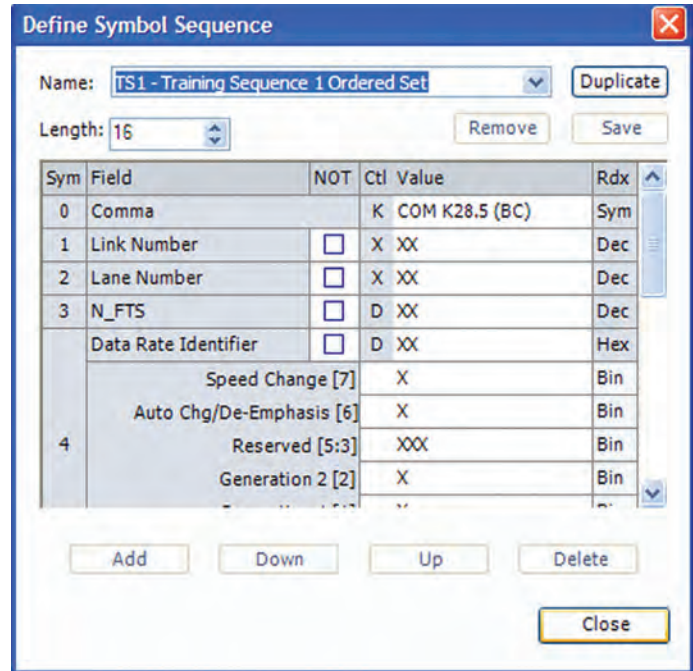 Define Symbol Sequence
Name: TS1 - Training Sequence 1 Ordered Set Duplicate
Length: 16 Remove Save
Sym Field NOT Ctl Value Rdx
0 Comma K COM K28.5 (BC) Sym
1 Link Number X XX Dec
2 Lane Number X XX Dec
3 N_FTS D XX Dec
Data Rate Identifier D XX Hex
Speed Change [7] X Bin
Auto Chg/De-Emphasis [6] X Bin
4 Reserved [5:3] XXX Bin
Generation 2 [2] X Bin
Add Down Up Delete
Close